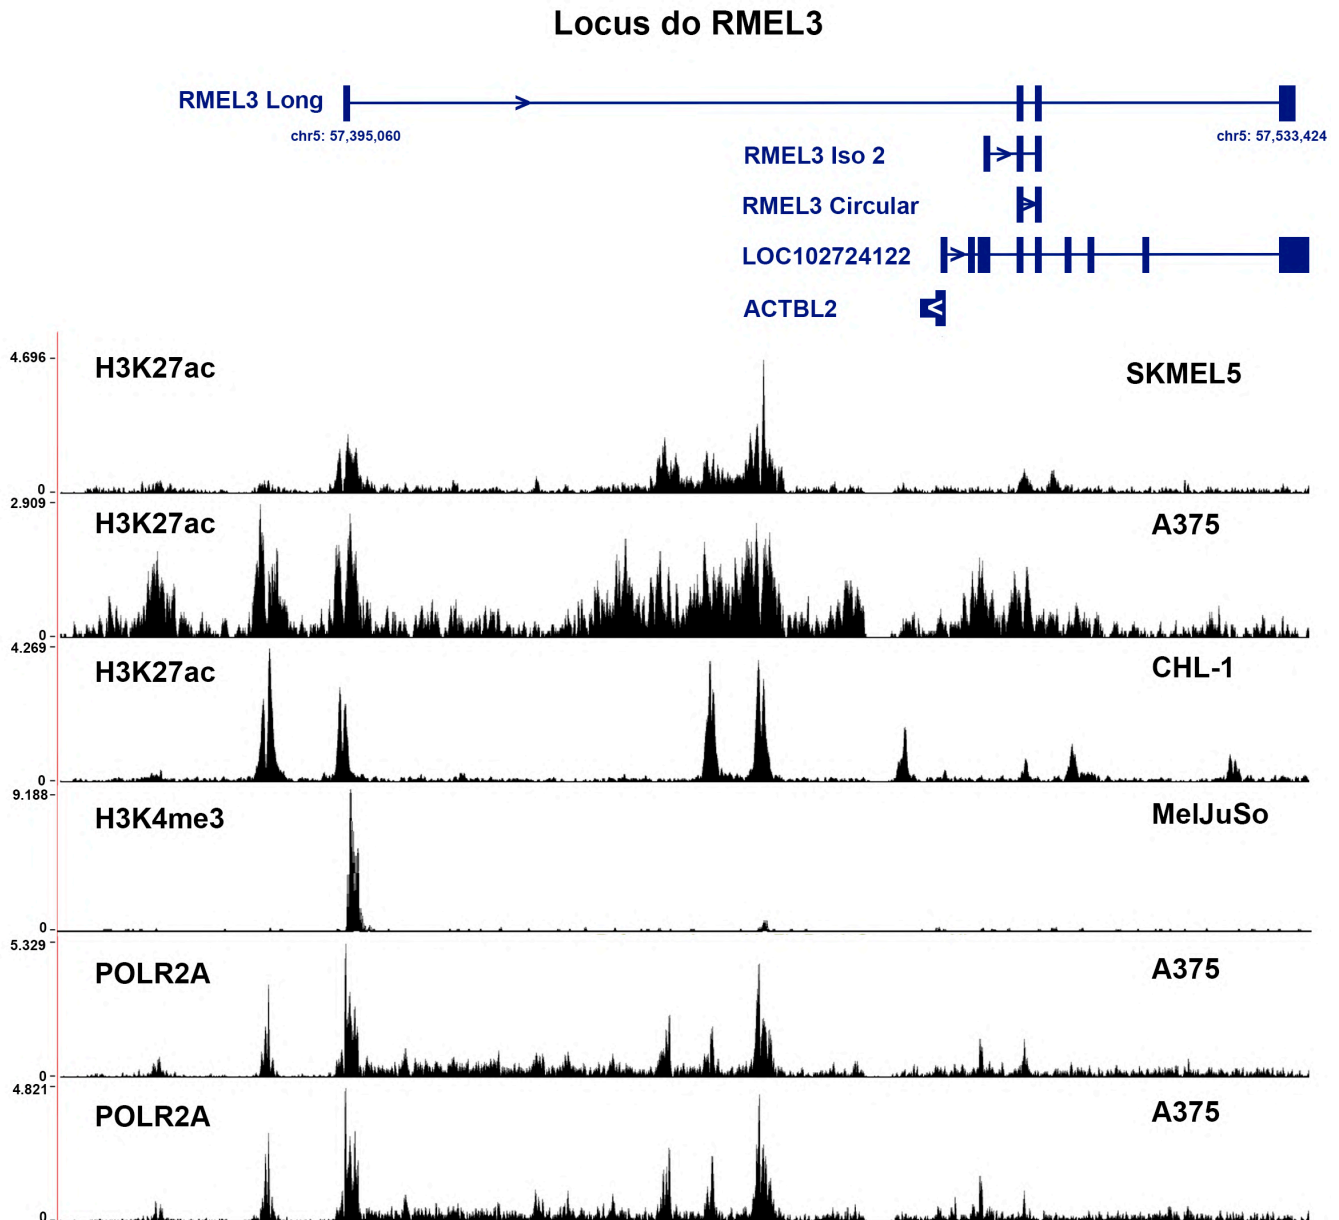 Locus do RMEL3
RMEL3 Long
chr5: 57,395,060
chr5: 57,533,424
RMEL3 Iso 2
RMEL3 Circular
LOC102724122
ACTBL2
4.696
H3K27ac
SKMEL5
0
2.909
H3K27ac
A375
0
4.269
H3K27ac
CHL-1
0
9.188
H3K4me3
MelJuSo
0
5.329
POLR2A
A375
0
4.821
POLR2A
A375
0